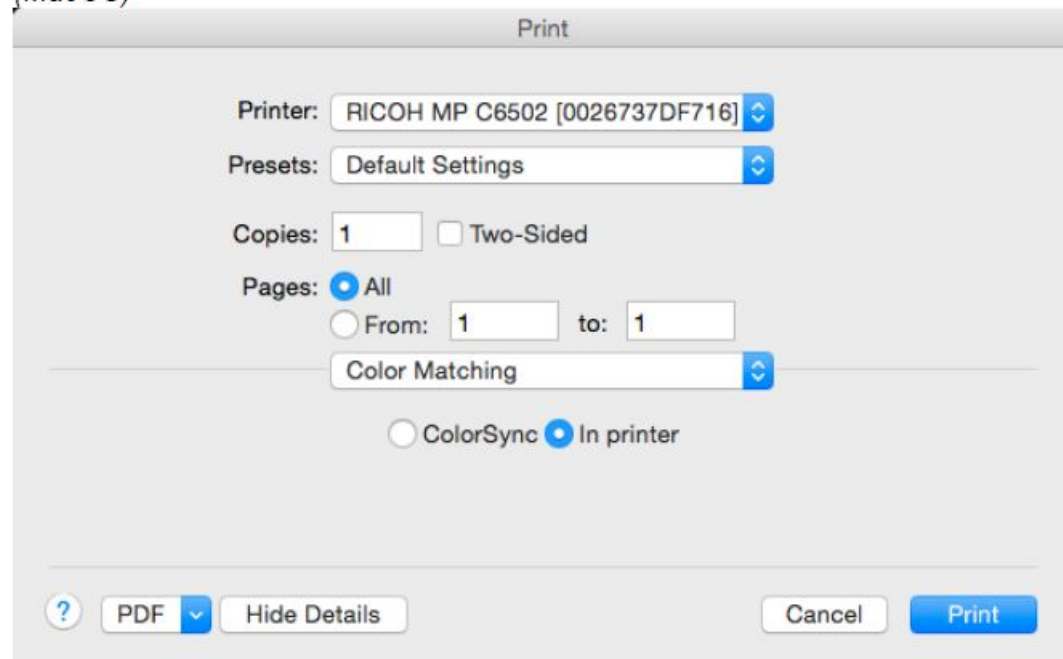 Print
Printer: RICOH MP C6502 [0026737DF716]
Presets: Default Settings
Copies: 1 Two-Sided
Pages: All
From: 1 to: 1
Color Matching
ColorSync In printer
? PDF Hide Details Cancel Print